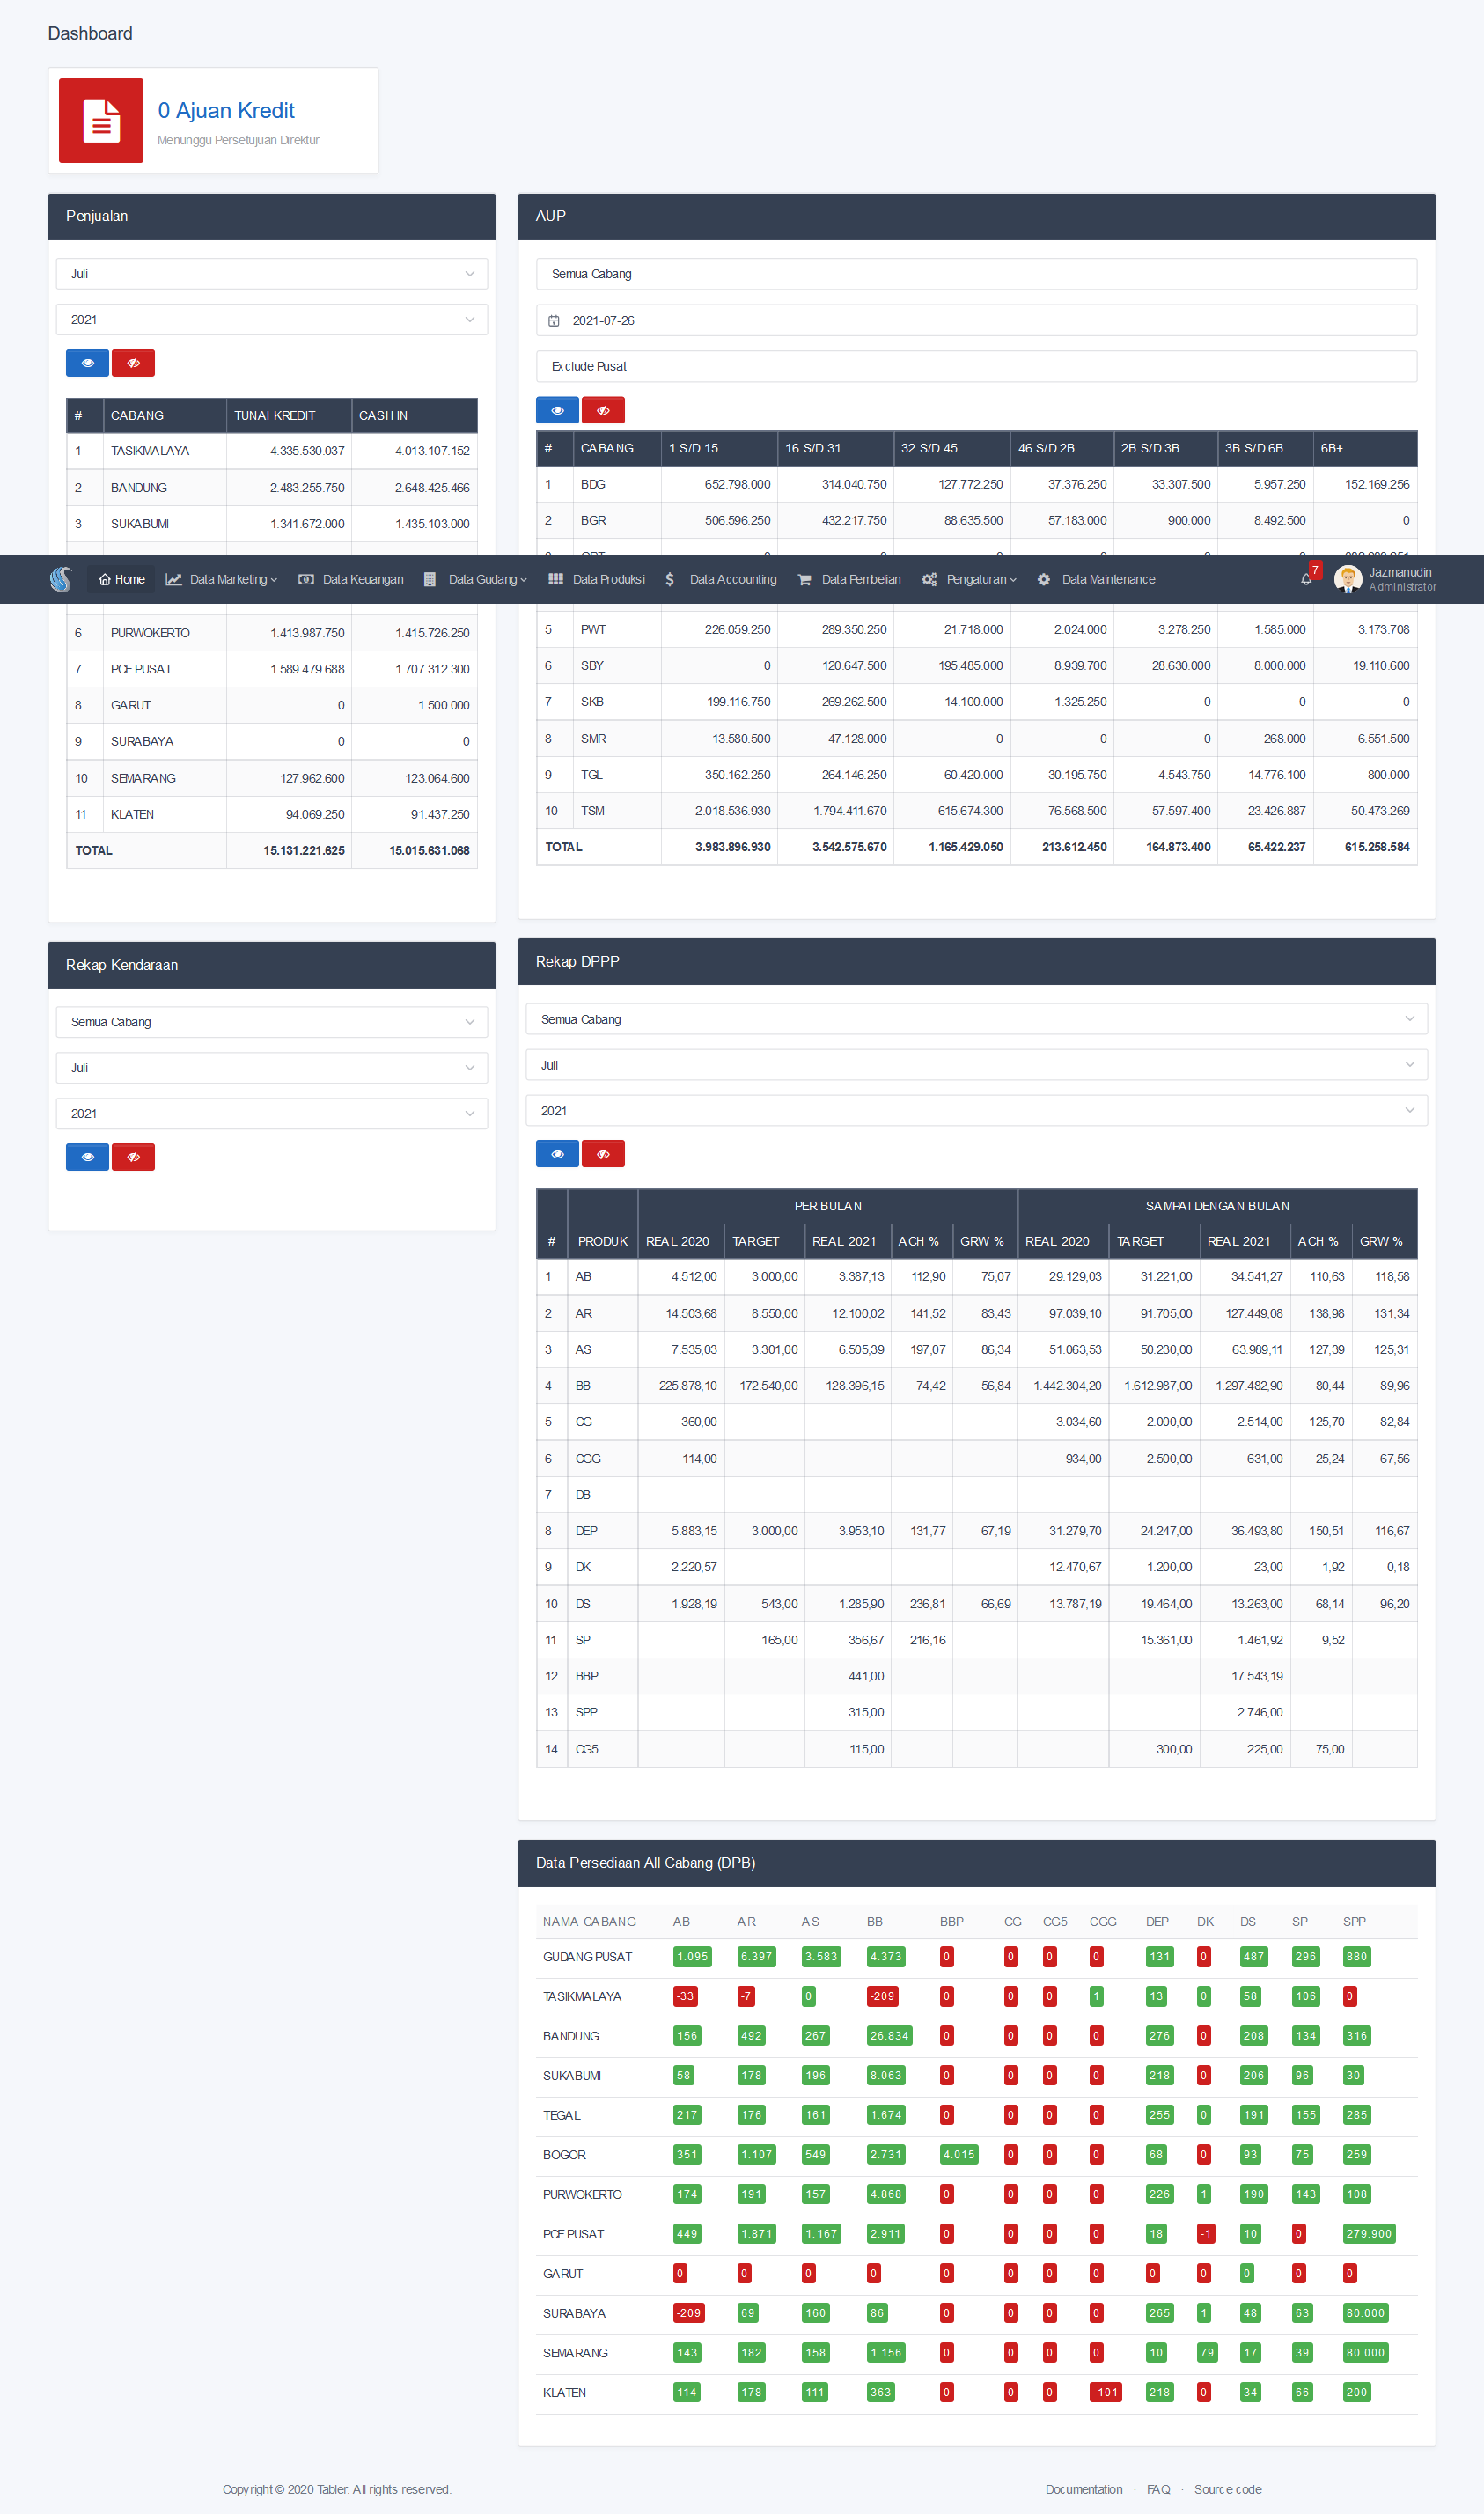 Dashboard
0 Ajuan Kredit
Menunggu Persetujuan Direktur
Penjualan
Juli
2021
# CABANG TUNAI KREDIT CASH IN
1 TASIKMALAYA 4.335.530.037 4.013.107.152
2 BANDUNG 2.483.255.750 2.648.425.466
3 SUKABUMI 1.341.672.000 1.435.103.000
AUP
Semua Cabang
2021-07-26
Exclude Pusat
# CABANG 1 S/D 15 16 S/D 31 32 S/D 45 46 S/D 2B 2B S/D 3B 3B S/D 6B 6B+
1 BDG 652.798.000 314.040.750 127.772.250 37.376.250 33.307.500 5.957.250 152.169.256
2 BGR 506.596.250 432.217.750 88.635.500 57.183.000 900.000 8.492.500 0
Home Data Marketing Data Keuangan Data Gudang Data Produksi Data Accounting Data Pembelian Pengaturan Data Maintenance 7 Jazmanudin
Administrator
6 PURWOKERTO 1.413.987.750 1.415.726.250
7 PCF PUSAT 1.589.479.688 1.707.312.300
8 GARUT 0 1.500.000
9 SURABAYA 0 0
10 SEMARANG 127.962.600 123.064.600
11 KLATEN 94.069.250 91.437.250
TOTAL 15.131.221.625 15.015.631.068
5 PWT 226.059.250 289.350.250 21.718.000 2.024.000 3.278.250 1.585.000 3.173.708
6 SBY 0 120.647.500 195.485.000 8.939.700 28.630.000 8.000.000 19.110.600
7 SKB 199.116.750 269.262.500 14.100.000 1.325.250 0 0 0
8 SMR 13.580.500 47.128.000 0 0 0 268.000 6.551.500
9 TGL 350.162.250 264.146.250 60.420.000 30.195.750 4.543.750 14.776.100 800.000
10 TSM 2.018.536.930 1.794.411.670 615.674.300 76.568.500 57.597.400 23.426.887 50.473.269
TOTAL 3.983.896.930 3.542.575.670 1.165.429.050 213.612.450 164.873.400 65.422.237 615.258.584
Rekap Kendaraan
Semua Cabang
Juli
2021
Rekap DPPP
Semua Cabang
Juli
2021
PER BULAN SAMPAI DENGAN BULAN
# PRODUK REAL 2020 TARGET REAL 2021 ACH % GRW % REAL 2020 TARGET REAL 2021 ACH % GRW %
1 AB 4.512,00 3.000,00 3.387,13 112,90 75,07 29.129,03 31.221,00 34.541,27 110,63 118,58
2 AR 14.503,68 8.550,00 12.100,02 141,52 83,43 97.039,10 91.705,00 127.449,08 138,98 131,34
3 AS 7.535,03 3.301,00 6.505,39 197,07 86,34 51.063,53 50.230,00 63.989,11 127,39 125,31
4 BB 225.878,10 172.540,00 128.396,15 74,42 56,84 1.442.304,20 1.612.987,00 1.297.482,90 80,44 89,96
5 CG 360,00 3.034,60 2.000,00 2.514,00 125,70 82,84
6 CGG 114,00 934,00 2.500,00 631,00 25,24 67,56
7 DB
8 DEP 5.883,15 3.000,00 3.953,10 131,77 67,19 31.279,70 24.247,00 36.493,80 150,51 116,67
9 DK 2.220,57 12.470,67 1.200,00 23,00 1,92 0,18
10 DS 1.928,19 543,00 1.285,90 236,81 66,69 13.787,19 19.464,00 13.263,00 68,14 96,20
11 SP 165,00 356,67 216,16 15.361,00 1.461,92 9,52
12 BBP 441,00 17.543,19
13 SPP 315,00 2.746,00
14 CG5 115,00 300,00 225,00 75,00
Data Persediaan All Cabang (DPB)
NAMA CABANG AB AR AS BB BBP CG CG5 CGG DEP DK DS SP SPP
GUDANG PUSAT 1.095 6.397 3.583 4.373 0 0 0 0 131 0 487 296 880
TASIKMALAYA -33 -7 0 -209 0 0 0 1 13 0 58 106 0
BANDUNG 156 492 267 26.834 0 0 0 0 276 0 208 134 316
SUKABUMI 58 178 196 8.063 0 0 0 0 218 0 206 96 30
TEGAL 217 176 161 1.674 0 0 0 0 255 0 191 155 285
BOGOR 351 1.107 549 2.731 4.015 0 0 0 68 0 93 75 259
PURWOKERTO 174 191 157 4.868 0 0 0 0 226 1 190 143 108
PCF PUSAT 449 1.871 1.167 2.911 0 0 0 0 18 -1 10 0 279.900
GARUT 0 0 0 0 0 0 0 0 0 0 0 0 0
SURABAYA -209 69 160 86 0 0 0 0 265 1 48 63 80.000
SEMARANG 143 182 158 1.156 0 0 0 0 10 79 17 39 80.000
KLATEN 114 178 111 363 0 0 0 -101 218 0 34 66 200
Copyright © 2020 Tabler. All rights reserved. Documentation · FAQ · Source code